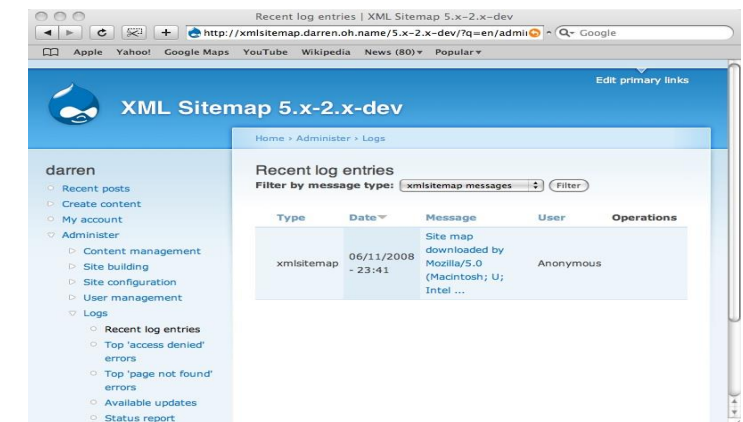 Recent log entries | XML Sitemap 5.x-2.x-dev
http://xmlsitemap.darren.oh.name/5.x-2.x-dev/?q=en/admi
Google
Apple Yahoo! Google Maps YouTube Wikipedia News (80) Popular
Edit primary links
XML Sitemap 5.x-2.x-dev
Home › Administer › Logs
darren
Recent posts
Create content
My account
Administer
Content management
Site building
Site configuration
User management
Logs
Recent log entries
Top 'access denied'
errors
Top 'page not found'
errors
Available updates
Status report
Recent log entries
Filter by message type: xmlsitemap messages Filter
Type Date Message User Operations
xmlsitemap 06/11/2008 - 23:41 Site map downloaded by Mozilla/5.0 (Macintosh; U; Intel ... Anonymous